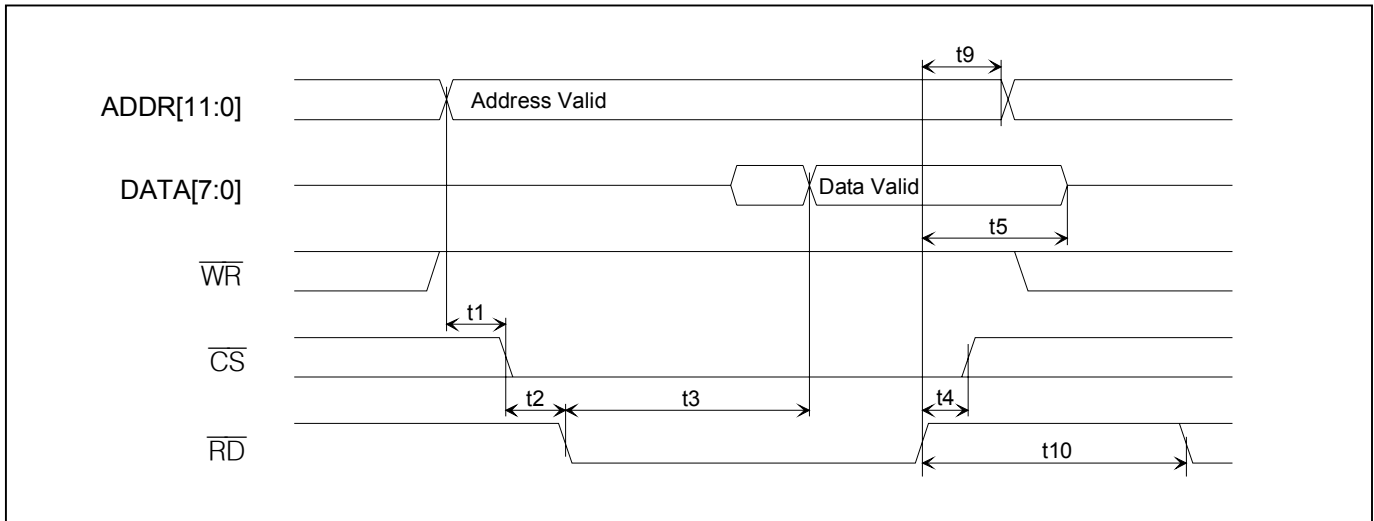 t9
ADDR[11:0] Address Valid
DATA[7:0] Data Valid
t5
WR
t1
CS
t2 t3 t4
RD
t10